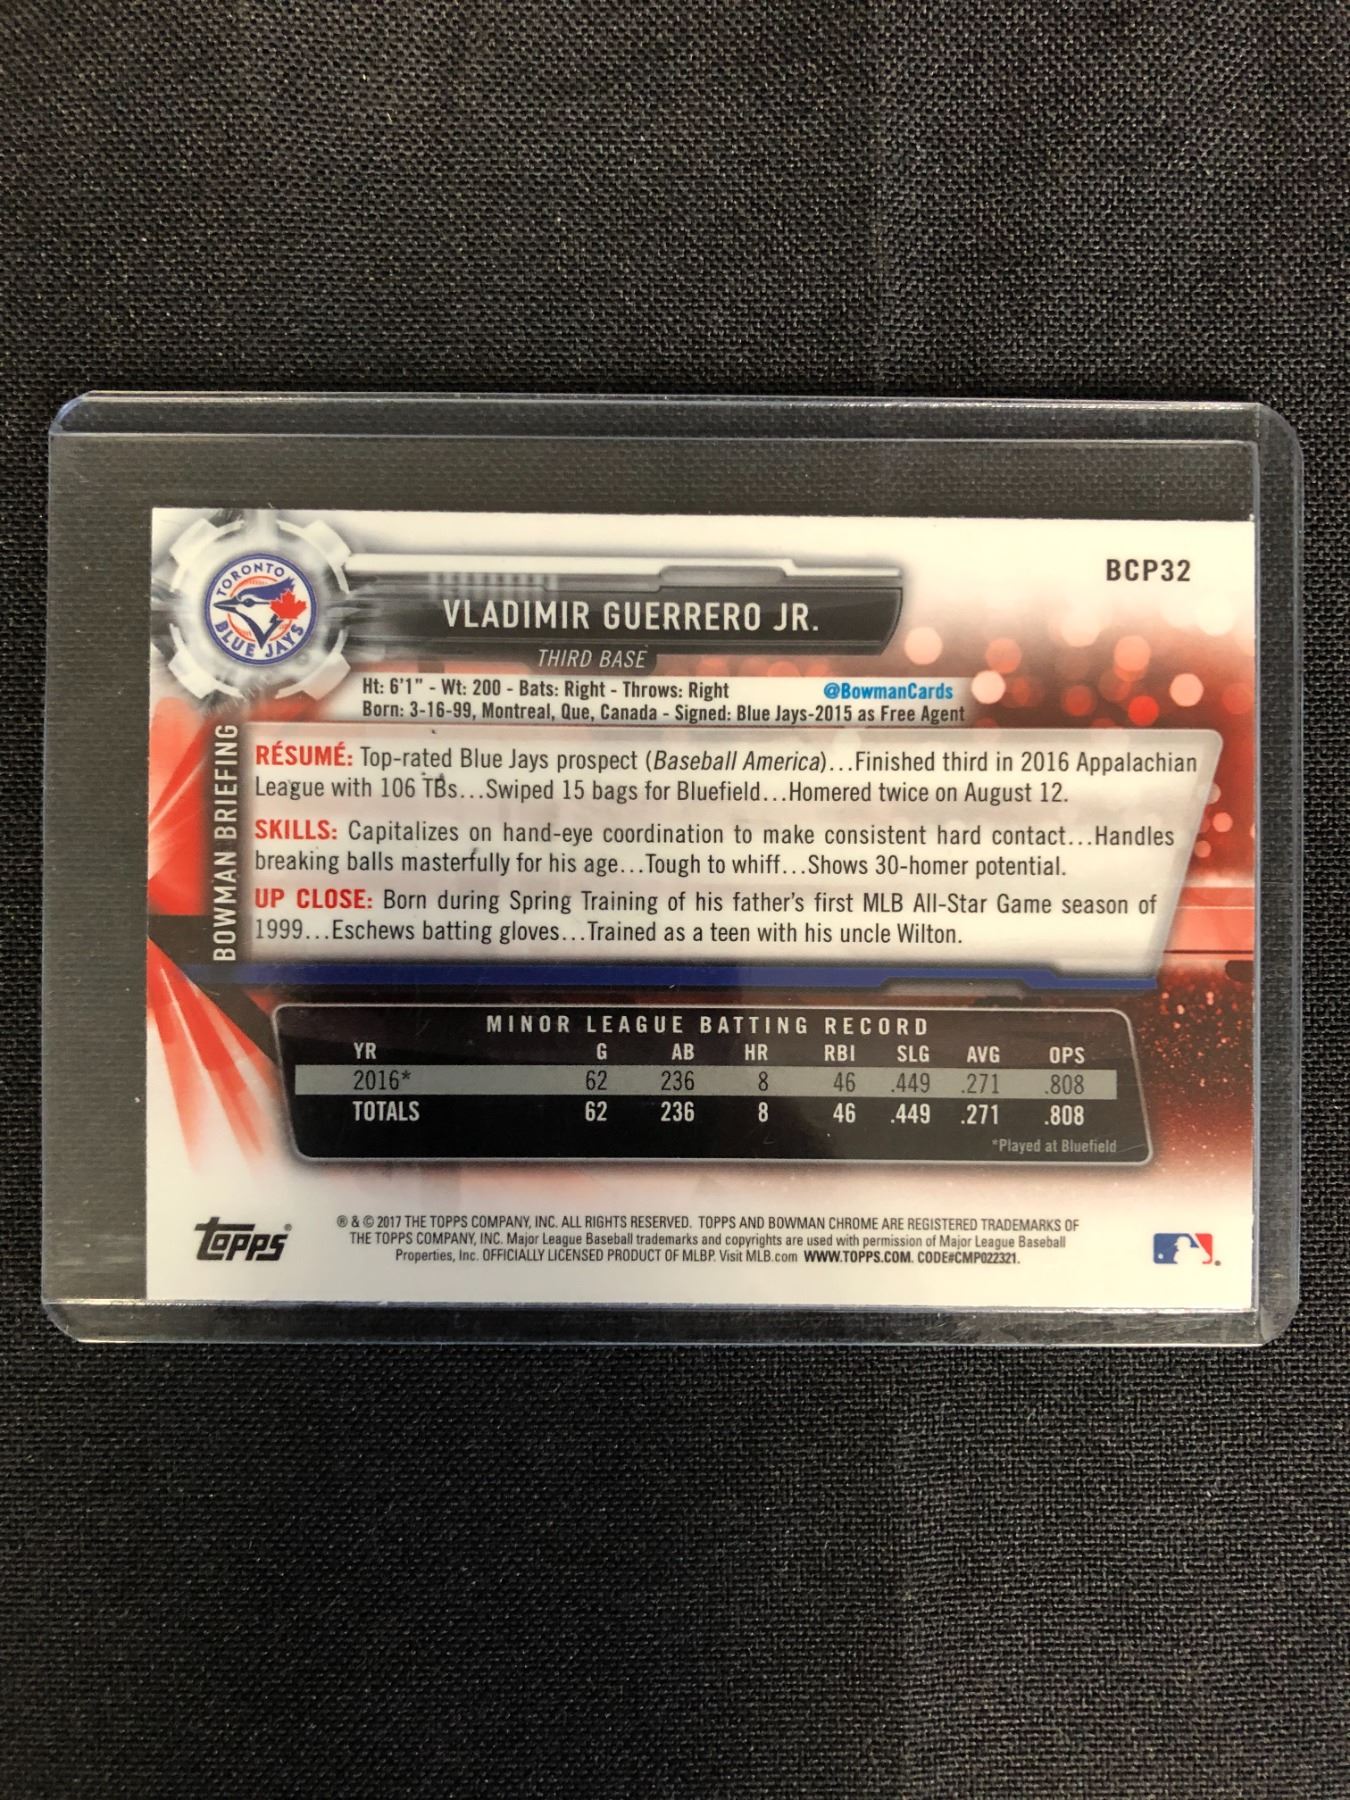 BCP32
TORONTO
BLUE JAYS
VLADIMIR GUERRERO JR.
THIRD BASE
Ht: 6'1" - Wt: 200 - Bats: Right - Throws: Right @BowmanCards
Born: 3-16-99, Montreal, Que, Canada - Signed: Blue Jays-2015 as Free Agent
BOWMAN BRIEFING
RÉSUMÉ: Top-rated Blue Jays prospect (Baseball America)...Finished third in 2016 Appalachian
League with 106 TBs...Swiped 15 bags for Bluefield...Homered twice on August 12.
SKILLS: Capitalizes on hand-eye coordination to make consistent hard contact...Handles
breaking balls masterfully for his age...Tough to whiff...Shows 30-homer potential.
UP CLOSE: Born during Spring Training of his father's first MLB All-Star Game season of
1999...Eschews batting gloves...Trained as a teen with his uncle Wilton.
MINOR LEAGUE BATTING RECORD
YR G AB HR RBI SLG AVG OPS
2016* 62 236 8 46 .449 .271 .808
TOTALS 62 236 8 46 .449 .271 .808
*Played at Bluefield
Topps®
® & © 2017 THE TOPPS COMPANY, INC. ALL RIGHTS RESERVED. TOPPS AND BOWMAN CHROME ARE REGISTERED TRADEMARKS OF
THE TOPPS COMPANY, INC. Major League Baseball trademarks and copyrights are used with permission of Major League Baseball
Properties, Inc. OFFICIALLY LICENSED PRODUCT OF MLBP. Visit MLB.com WWW.TOPPS.COM. CODE#CMP022321.